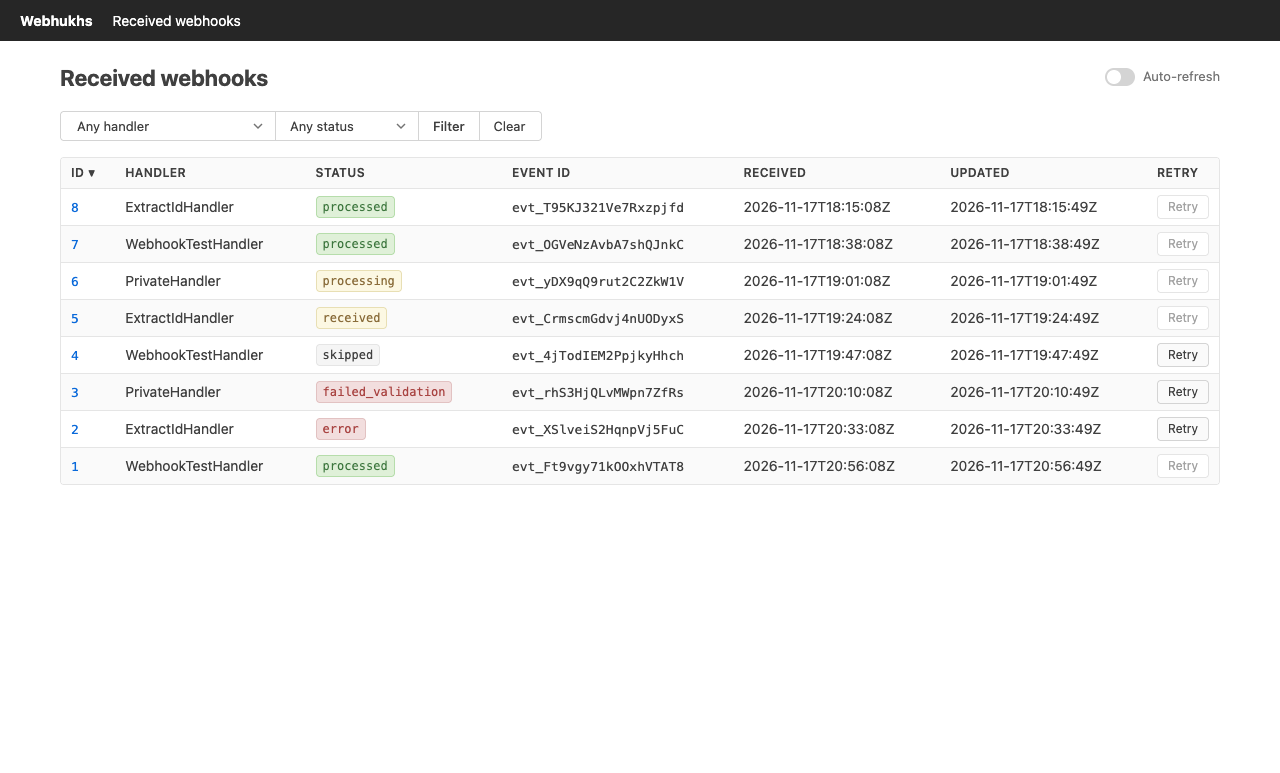 Webhukhs Received webhooks
Received webhooks
Auto-refresh
Any handler Any status Filter Clear
ID ▼ HANDLER STATUS EVENT ID RECEIVED UPDATED RETRY
8 ExtractIdHandler processed evt_T95KJ321Ve7Rxzpjfd 2026-11-17T18:15:08Z 2026-11-17T18:15:49Z Retry
7 WebhookTestHandler processed evt_OGVeNzAvbA7shQJnkC 2026-11-17T18:38:08Z 2026-11-17T18:38:49Z Retry
6 PrivateHandler processing evt_yDX9qQ9rut2C2ZkW1V 2026-11-17T19:01:08Z 2026-11-17T19:01:49Z Retry
5 ExtractIdHandler received evt_CrmscmGdvj4nUODyxS 2026-11-17T19:24:08Z 2026-11-17T19:24:49Z Retry
4 WebhookTestHandler skipped evt_4jTodIEM2PpjkyHhch 2026-11-17T19:47:08Z 2026-11-17T19:47:49Z Retry
3 PrivateHandler failed_validation evt_rhS3HjQLvMWpn7ZfRs 2026-11-17T20:10:08Z 2026-11-17T20:10:49Z Retry
2 ExtractIdHandler error evt_XSlveiS2HqnpVj5FuC 2026-11-17T20:33:08Z 2026-11-17T20:33:49Z Retry
1 WebhookTestHandler processed evt_Ft9vgy71kOOxhVTAT8 2026-11-17T20:56:08Z 2026-11-17T20:56:49Z Retry